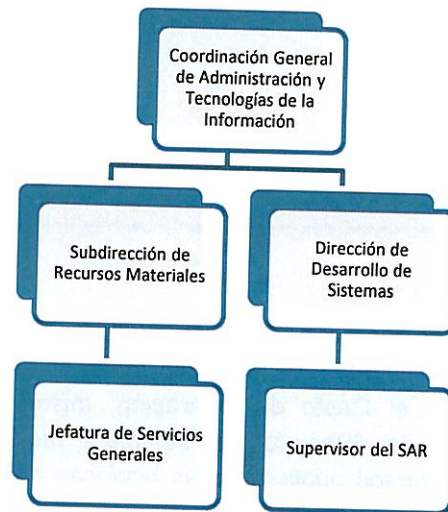 Coordinación General
de Administración y
Tecnologías de la
Información
Subdirección de
Recursos Materiales
Dirección de
Desarrollo de
Sistemas
Jefatura de Servicios
Generales
Supervisor del SAR